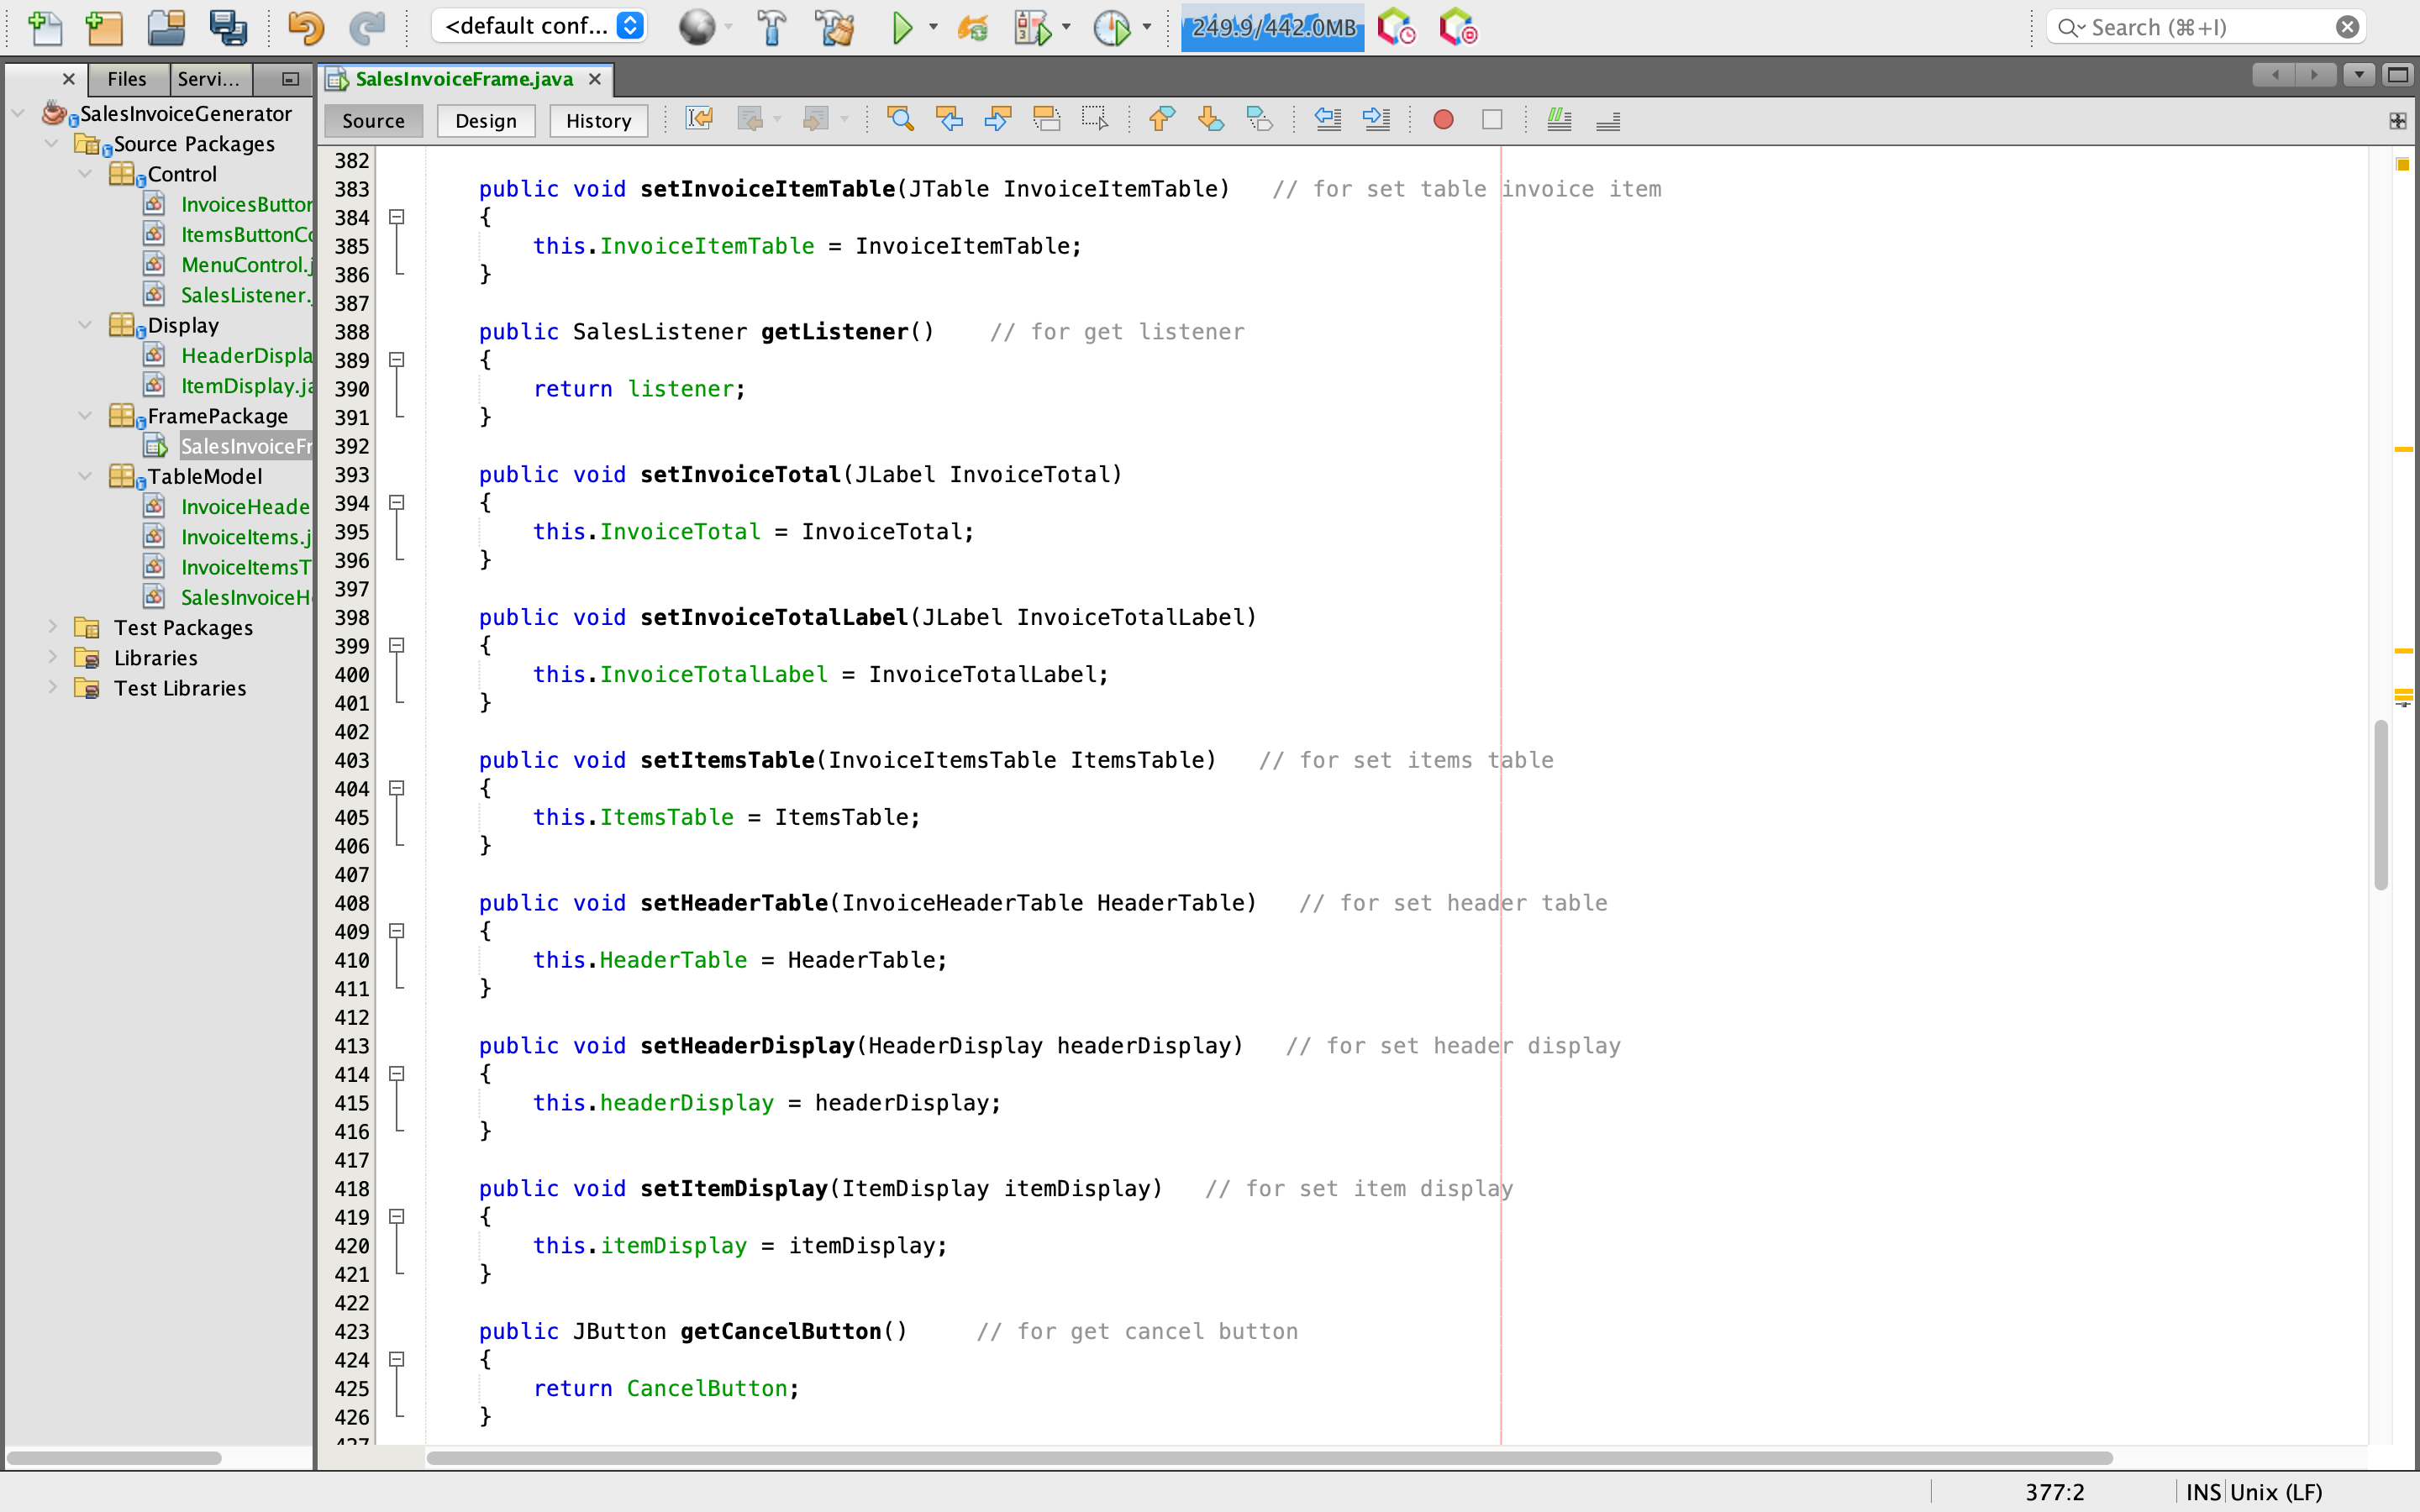 <default conf...
249.9/442.0MB
Search (⌘+I)
Files
Servi...
SalesInvoiceFrame.java
Source
Design
History
SalesInvoiceGenerator
Source Packages
Control
InvoicesButton
ItemsButtonCo
MenuControl.j
SalesListener.
Display
HeaderDispla
ItemDisplay.ja
FramePackage
SalesInvoiceFr
TableModel
InvoiceHeade
InvoiceItems.j
InvoiceItemsT
SalesInvoiceH
Test Packages
Libraries
Test Libraries
382
383 public void setInvoiceItemTable(JTable InvoiceItemTable) // for set table invoice item
384 {
385 this.InvoiceItemTable = InvoiceItemTable;
386 }
387
388 public SalesListener getListener() // for get listener
389 {
390 return listener;
391 }
392
393 public void setInvoiceTotal(JLabel InvoiceTotal)
394 {
395 this.InvoiceTotal = InvoiceTotal;
396 }
397
398 public void setInvoiceTotalLabel(JLabel InvoiceTotalLabel)
399 {
400 this.InvoiceTotalLabel = InvoiceTotalLabel;
401 }
402
403 public void setItemsTable(InvoiceItemsTable ItemsTable) // for set items table
404 {
405 this.ItemsTable = ItemsTable;
406 }
407
408 public void setHeaderTable(InvoiceHeaderTable HeaderTable) // for set header table
409 {
410 this.HeaderTable = HeaderTable;
411 }
412
413 public void setHeaderDisplay(HeaderDisplay headerDisplay) // for set header display
414 {
415 this.headerDisplay = headerDisplay;
416 }
417
418 public void setItemDisplay(ItemDisplay itemDisplay) // for set item display
419 {
420 this.itemDisplay = itemDisplay;
421 }
422
423 public JButton getCancelButton() // for get cancel button
424 {
425 return CancelButton;
426 }
427
377:2
INS
Unix (LF)